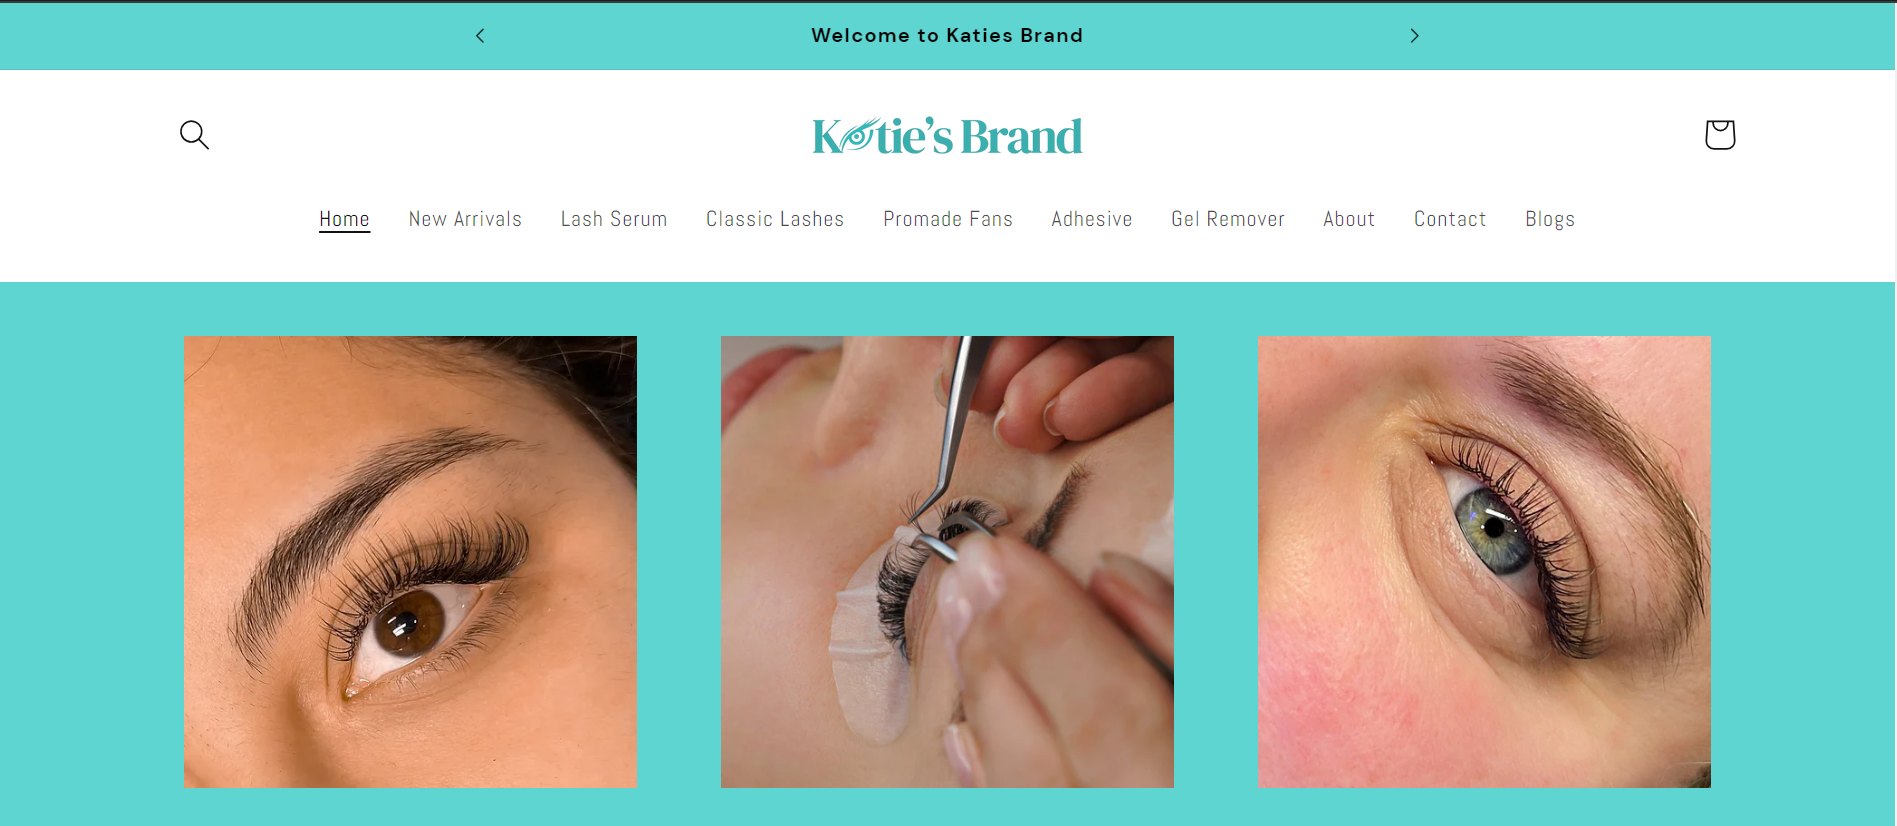 Welcome to Katies Brand
Katie's Brand
Home New Arrivals Lash Serum Classic Lashes Promade Fans Adhesive Gel Remover About Contact Blogs